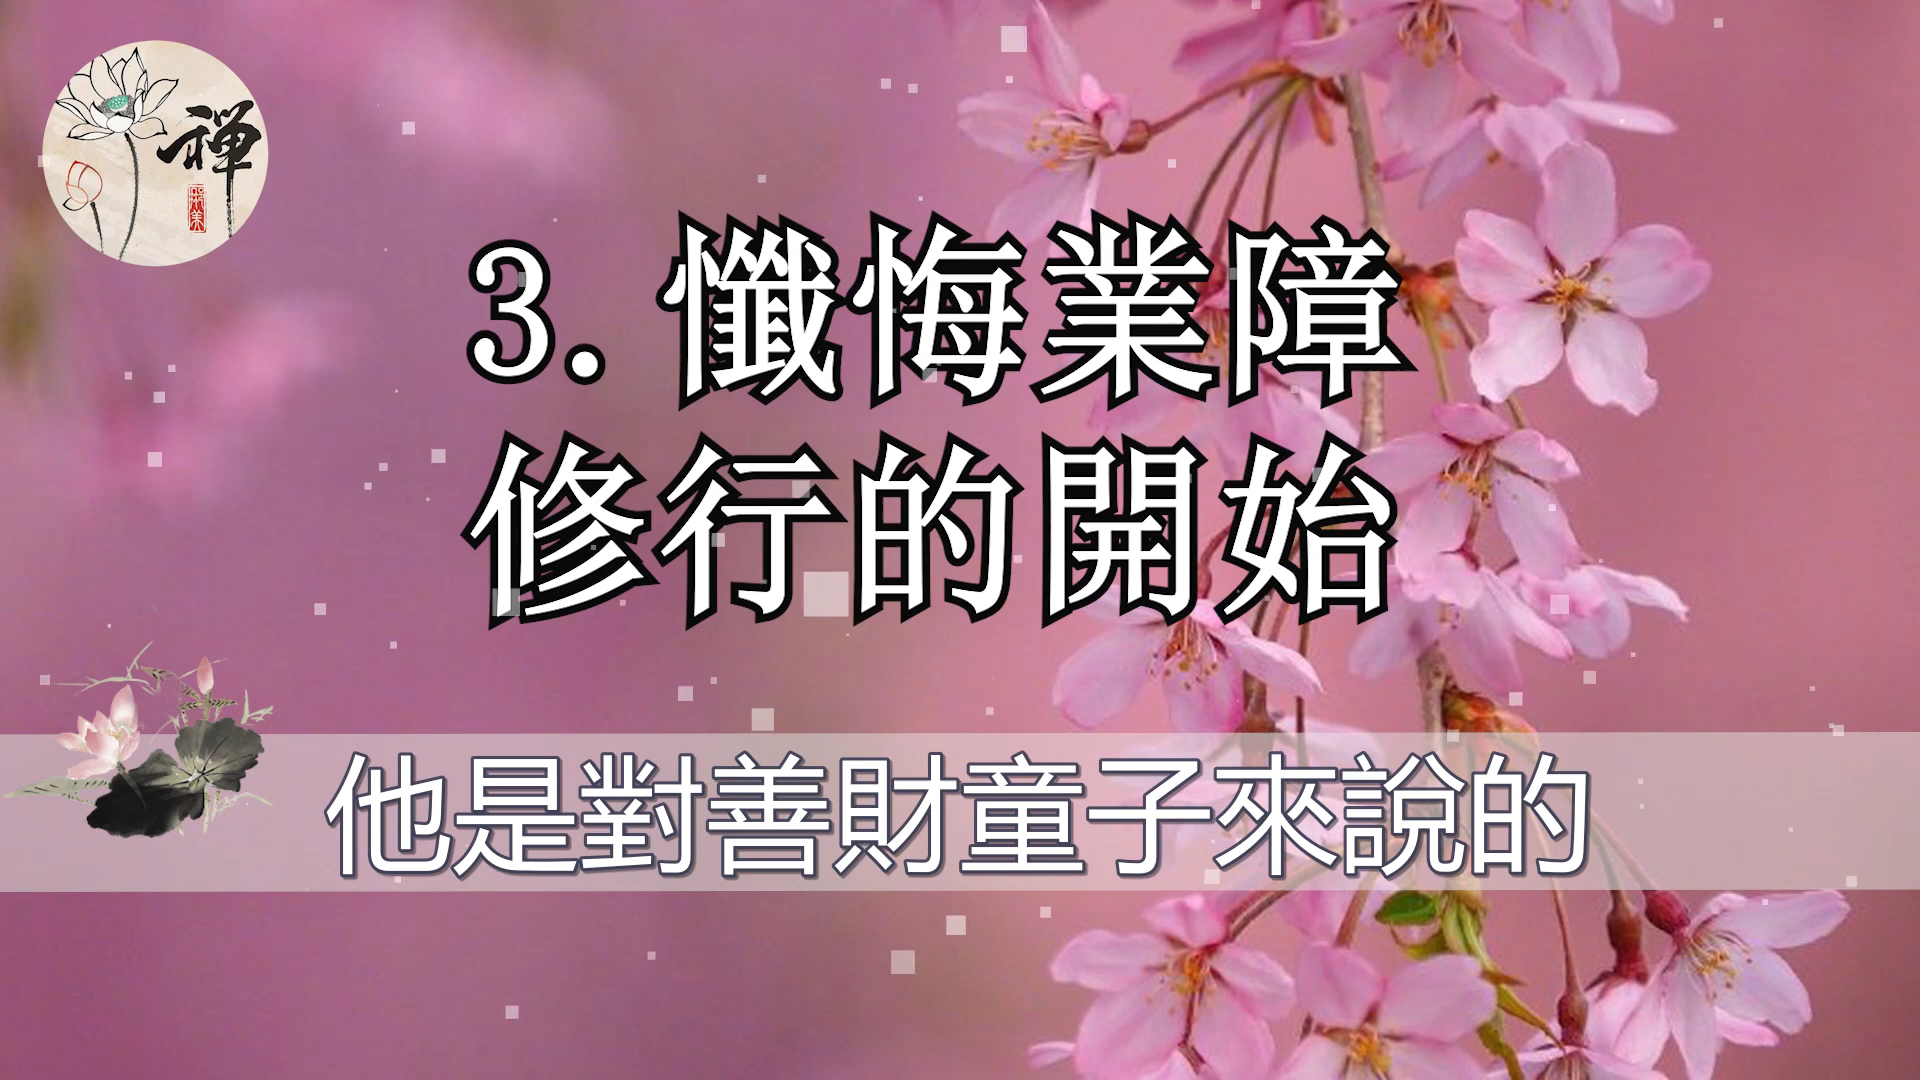 禅
3. 懺悔業障
修行的開始
他是對善財童子來說的